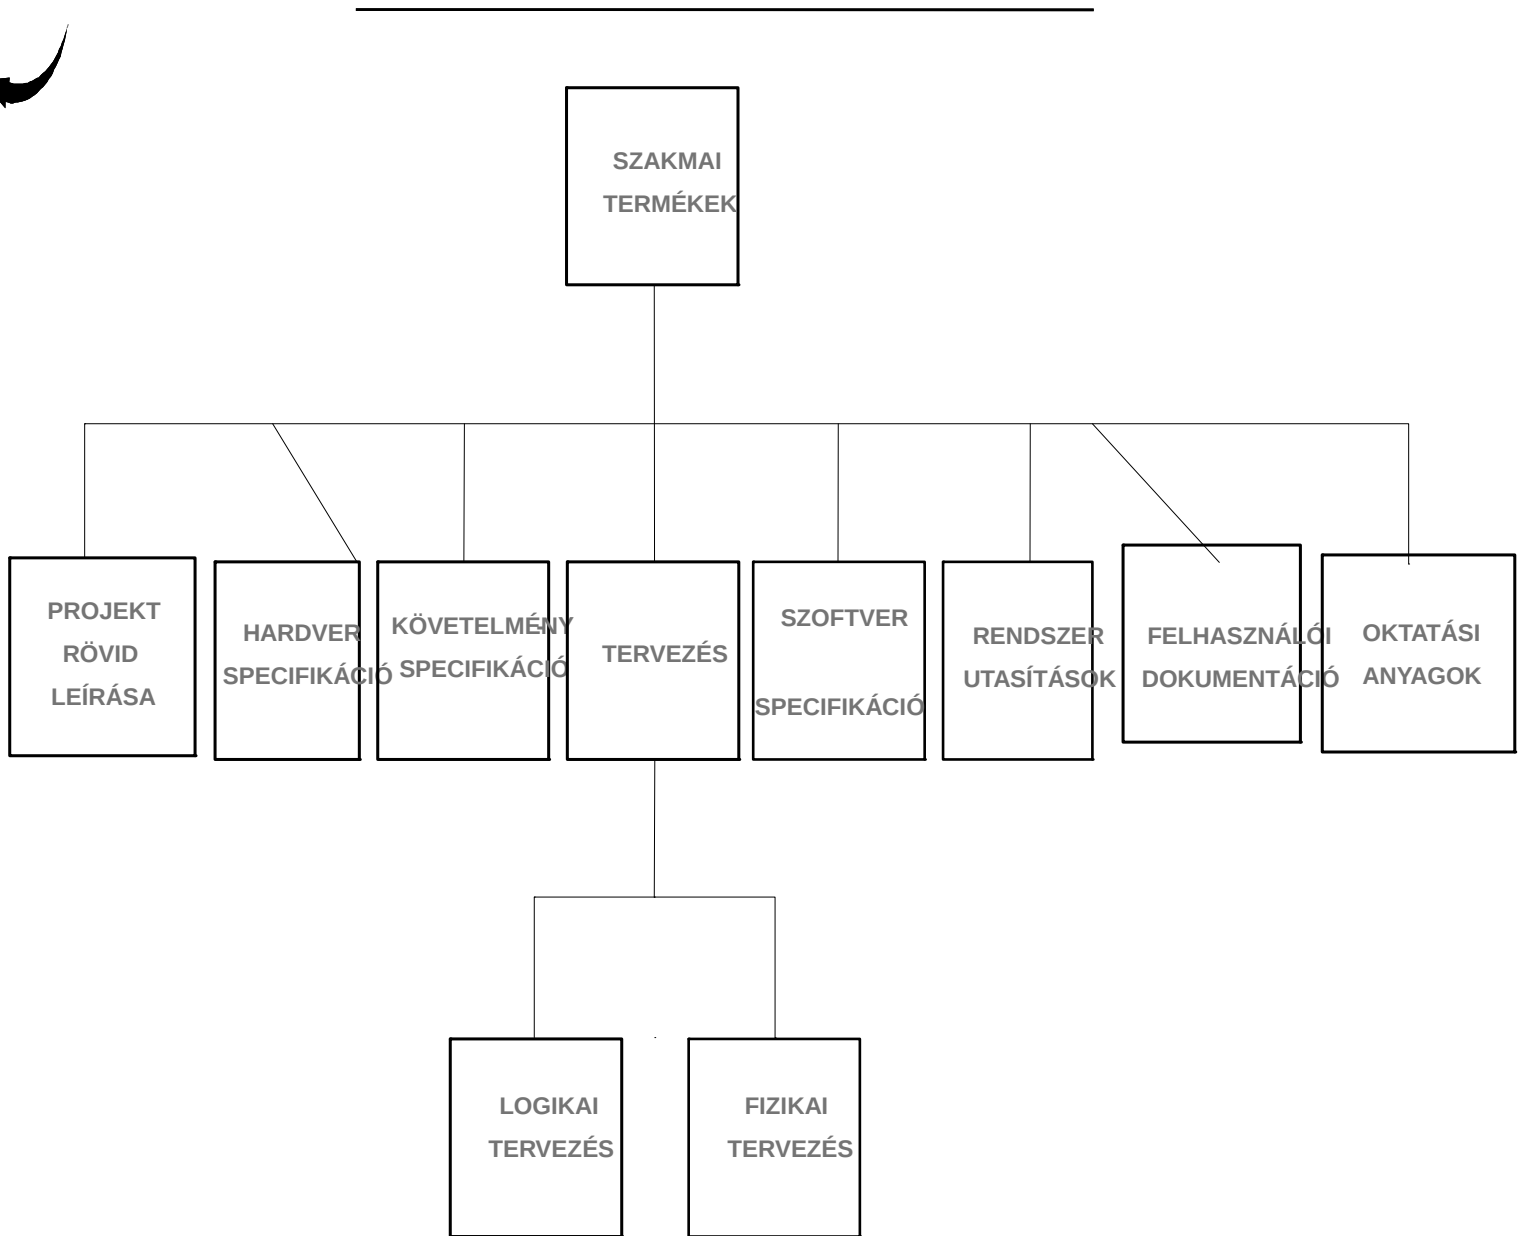 SZAKMAI
TERMÉKEK
PROJEKT
RÖVID
LEÍRÁSA
HARDVER
SPECIFIKÁCIÓ
KÖVETELMÉNY
SPECIFIKÁCIÓ
TERVEZÉS
SZOFTVER
SPECIFIKÁCIÓ
RENDSZER
UTASÍTÁSOK
FELHASZNÁLÓI
DOKUMENTÁCIÓ
OKTATÁSI
ANYAGOK
LOGIKAI
TERVEZÉS
FIZIKAI
TERVEZÉS